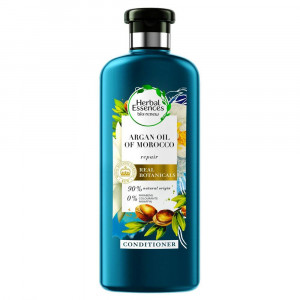 Herbal
Essences
bio:renew
ARGAN OIL
OF MOROCCO
repair
REAL
BOTANICALS
90% natural origin
0%
CONDITIONER